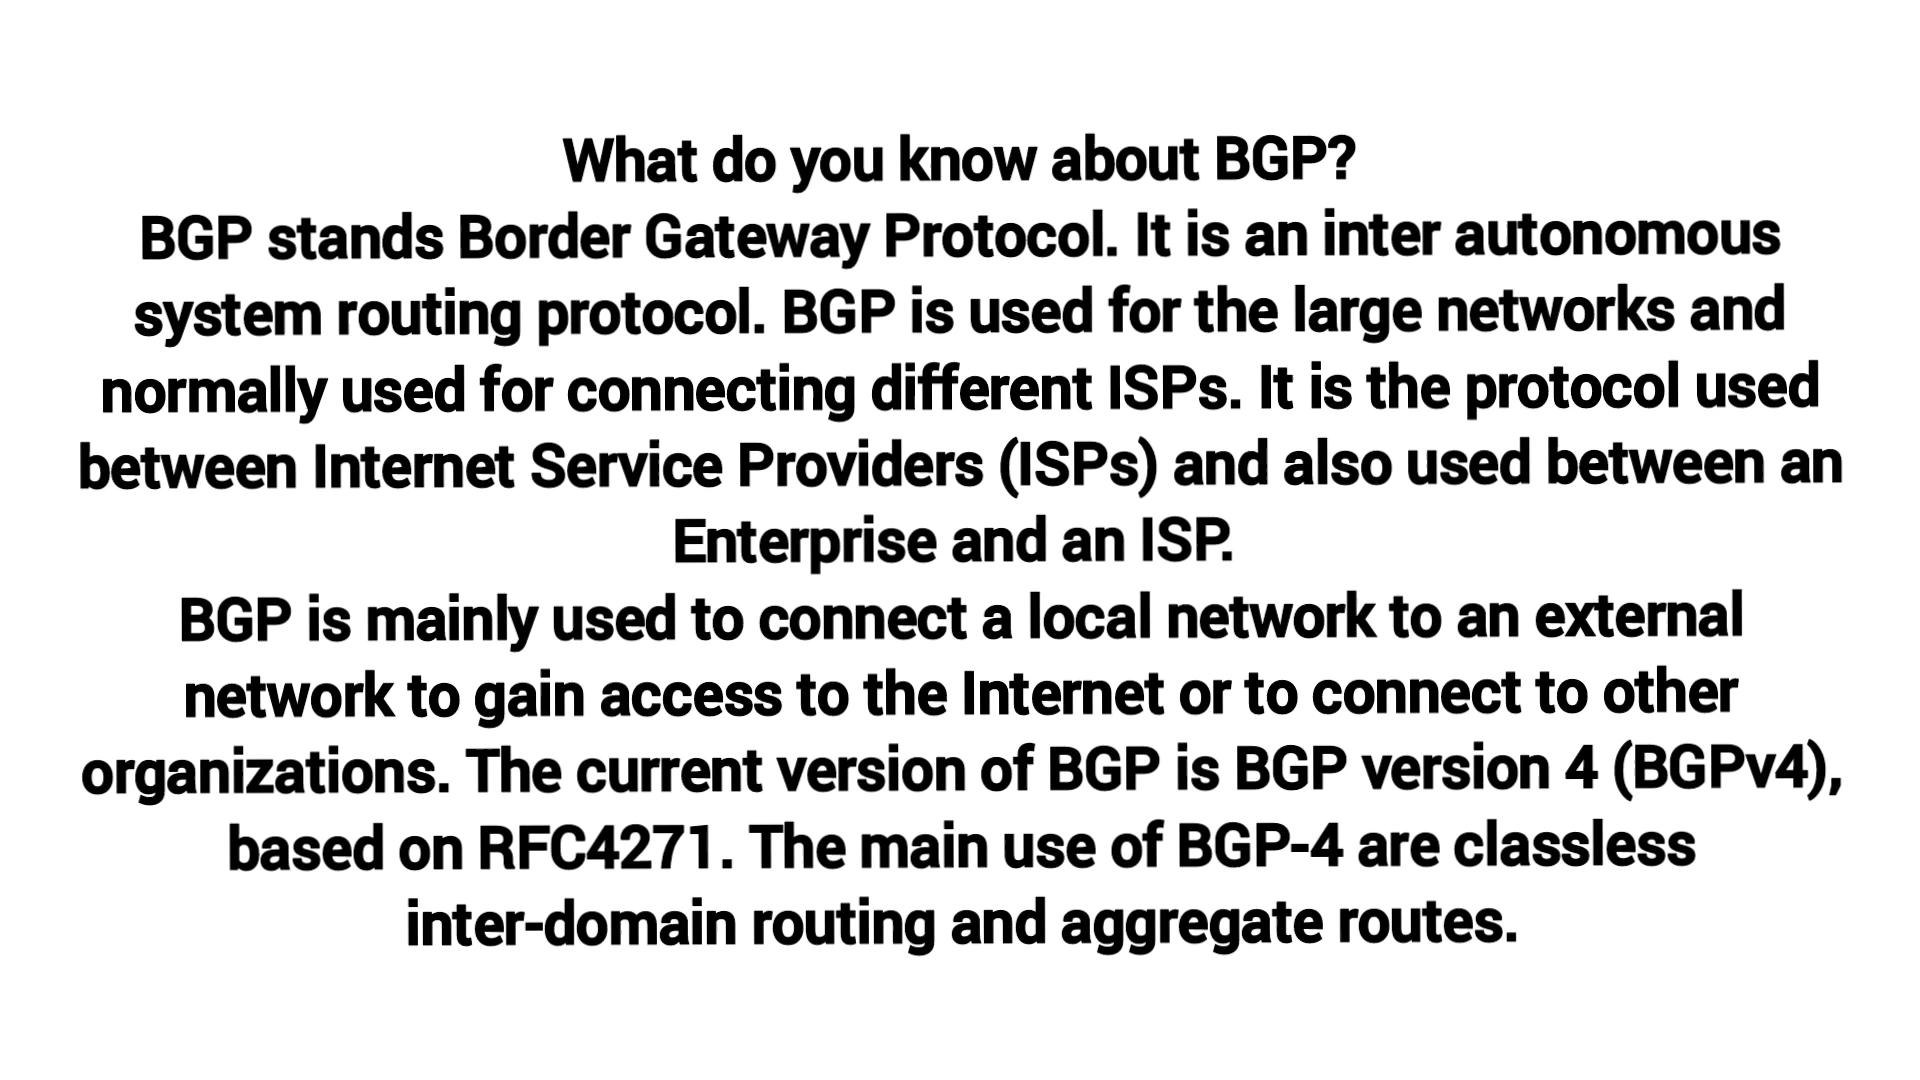 What do you know about BGP?
BGP stands Border Gateway Protocol. It is an inter autonomous
system routing protocol. BGP is used for the large networks and
normally used for connecting different ISPs. It is the protocol used
between Internet Service Providers (ISPs) and also used between an
Enterprise and an ISP.
BGP is mainly used to connect a local network to an external
network to gain access to the Internet or to connect to other
organizations. The current version of BGP is BGP version 4 (BGPv4),
based on RFC4271. The main use of BGP-4 are classless
inter-domain routing and aggregate routes.